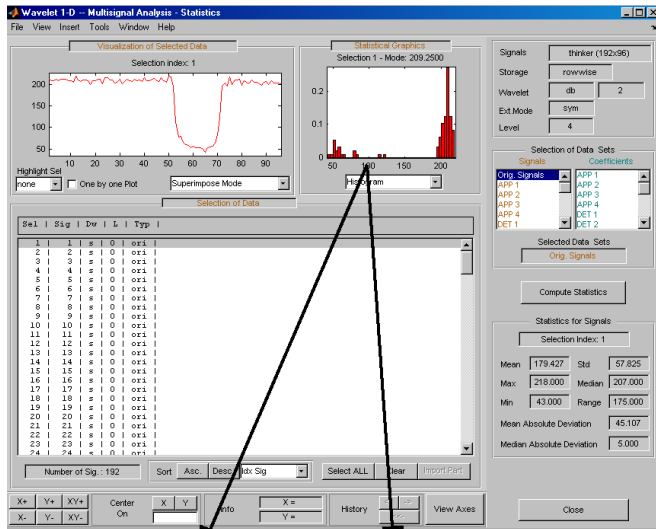 Wavelet 1-D -- Multisignal Analysis - Statistics
File View Insert Tools Window Help
Visualization of Selected Data
Selection index: 1
200
150
100
50
10 20 30 40 50 60 70 80 90
Highlight Sel
none
One by one Plot
Superimpose Mode
Statistical Graphics
Selection 1 - Mode: 209.2500
0.2
0.1
0
50 100 150 200
Histogram
Selection of Data
Sel | Sig | Dw | L | Typ |
1 | 1 | s | 0 | ori |
2 | 2 | s | 0 | ori |
3 | 3 | s | 0 | ori |
4 | 4 | s | 0 | ori |
5 | 5 | s | 0 | ori |
6 | 6 | s | 0 | ori |
7 | 7 | s | 0 | ori |
8 | 8 | s | 0 | ori |
9 | 9 | s | 0 | ori |
10 | 10 | s | 0 | ori |
11 | 11 | s | 0 | ori |
12 | 12 | s | 0 | ori |
13 | 13 | s | 0 | ori |
14 | 14 | s | 0 | ori |
15 | 15 | s | 0 | ori |
16 | 16 | s | 0 | ori |
17 | 17 | s | 0 | ori |
18 | 18 | s | 0 | ori |
19 | 19 | s | 0 | ori |
20 | 20 | s | 0 | ori |
21 | 21 | s | 0 | ori |
22 | 22 | s | 0 | ori |
23 | 23 | s | 0 | ori |
24 | 24 | s | 0 | ori |
Number of Sig. : 192
Sort Asc. Desc. Idx Sig
Select ALL Clear Import Part
X+ Y+ XY+
X- Y- XY-
Center On X Y
Info X = Y =
History <- -> <<-
View Axes
Signals thinker (192x96)
Storage rowwise
Wavelet db 2
Ext.Mode sym
Level 4
Selection of Data Sets
Signals Coefficients
Orig. Signals APP 1
APP 1 APP 2
APP 2 APP 3
APP 3 APP 4
APP 4 DET 1
DET 1 DET 2
Selected Data Sets
Orig. Signals
Compute Statistics
Statistics for Signals
Selection Index: 1
Mean 179.427 Std 57.825
Max 218.000 Median 207.000
Min 43.000 Range 175.000
Mean Absolute Deviation 45.107
Median Absolute Deviation 5.000
Close